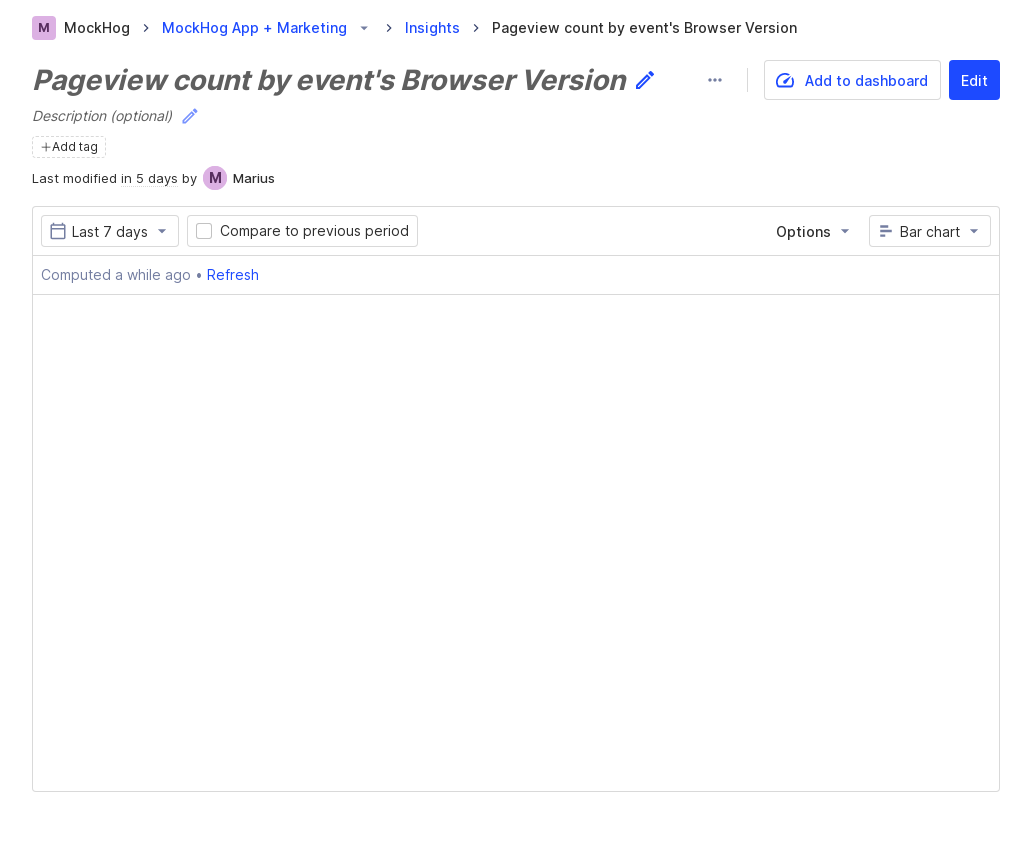 M MockHog > MockHog App + Marketing > Insights > Pageview count by event's Browser Version
Pageview count by event's Browser Version
Add to dashboard
Edit
Description (optional)
+Add tag
Last modified in 5 days by M Marius
Last 7 days
Compare to previous period
Options
Bar chart
Computed a while ago • Refresh